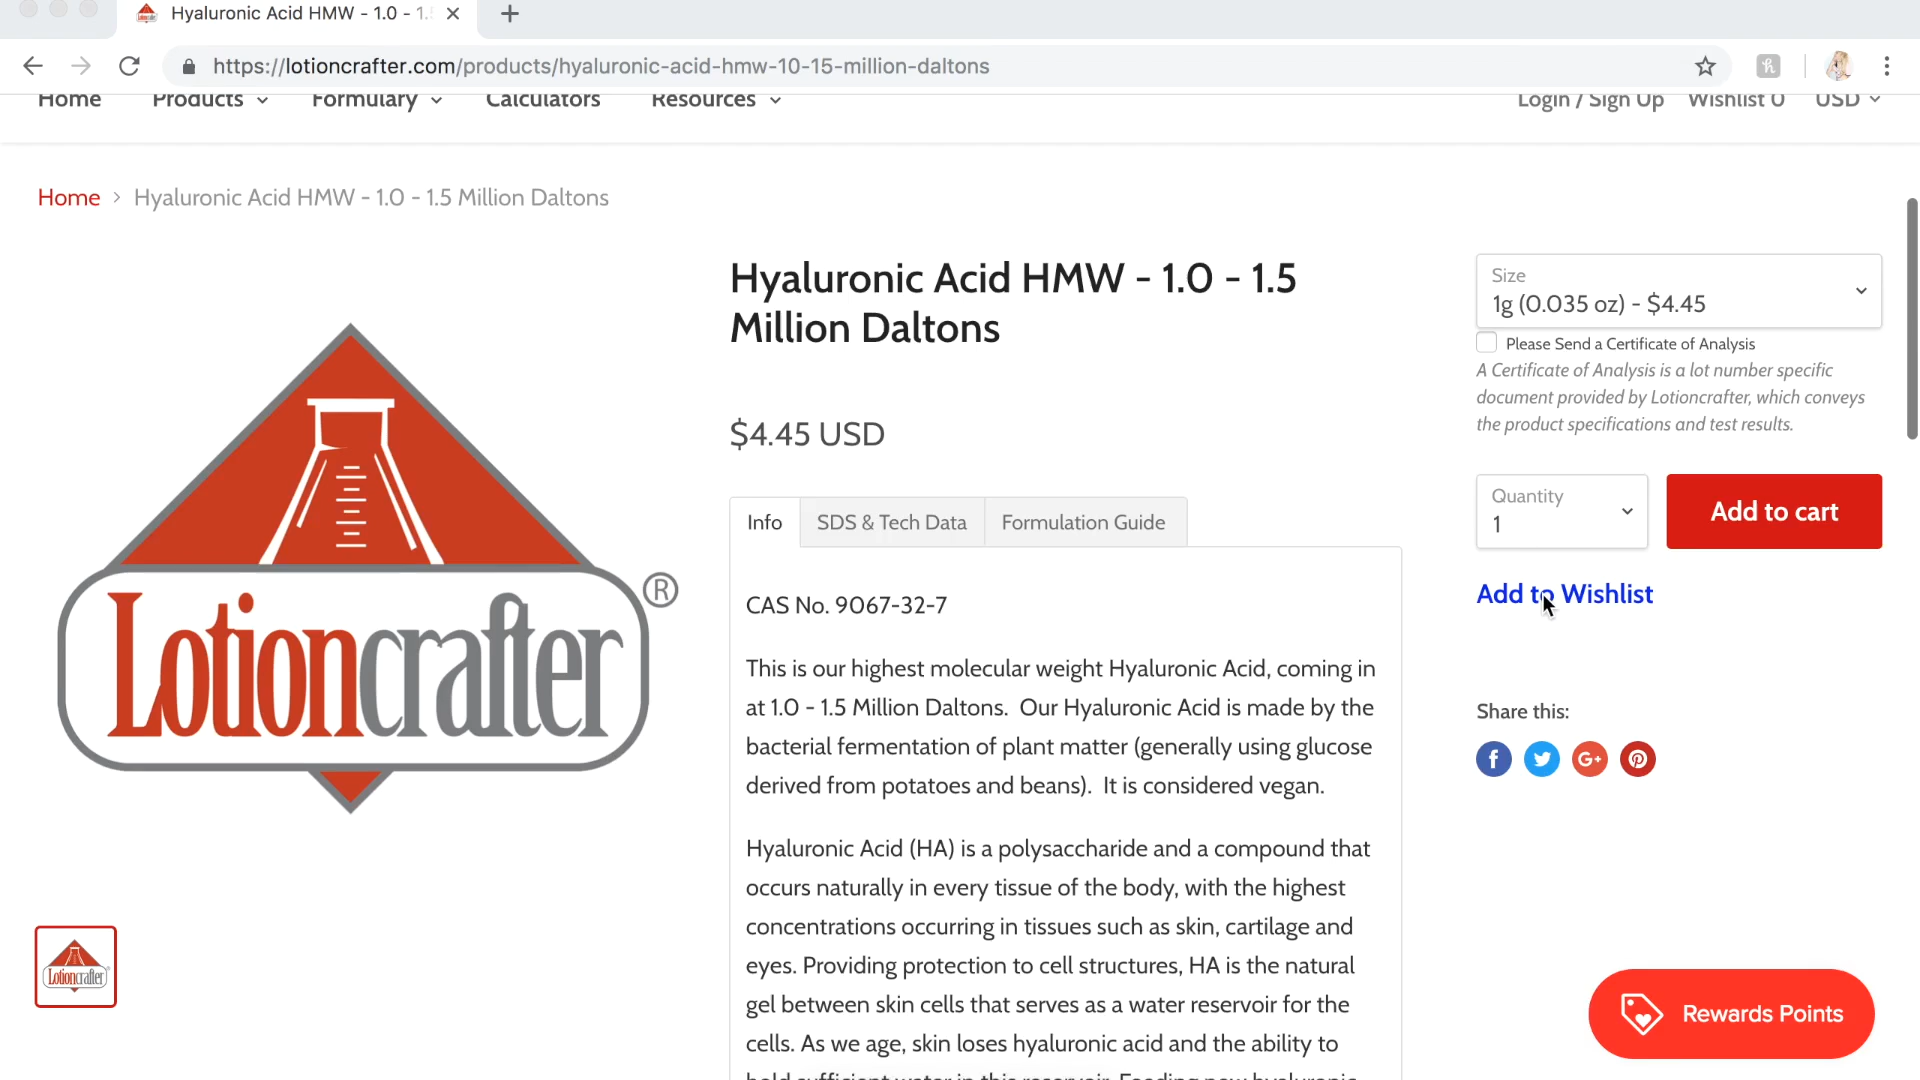 Hyaluronic Acid HMW - 1.0 - 1.
https://lotioncrafter.com/products/hyaluronic-acid-hmw-10-15-million-daltons
Home Products Formulary Calculators Resources Login / Sign Up Wishlist 0 USD
Home > Hyaluronic Acid HMW - 1.0 - 1.5 Million Daltons
Lotioncrafter ®
Lotioncrafter
Hyaluronic Acid HMW - 1.0 - 1.5
Million Daltons
$4.45 USD
Info SDS & Tech Data Formulation Guide
CAS No. 9067-32-7
This is our highest molecular weight Hyaluronic Acid, coming in
at 1.0 - 1.5 Million Daltons. Our Hyaluronic Acid is made by the
bacterial fermentation of plant matter (generally using glucose
derived from potatoes and beans). It is considered vegan.
Hyaluronic Acid (HA) is a polysaccharide and a compound that
occurs naturally in every tissue of the body, with the highest
concentrations occurring in tissues such as skin, cartilage and
eyes. Providing protection to cell structures, HA is the natural
gel between skin cells that serves as a water reservoir for the
cells. As we age, skin loses hyaluronic acid and the ability to
hold sufficient water in this reservoir. Feeding new hyaluronic
Size
1g (0.035 oz) - $4.45
Please Send a Certificate of Analysis
A Certificate of Analysis is a lot number specific
document provided by Lotioncrafter, which conveys
the product specifications and test results.
Quantity
1
Add to cart
Add to Wishlist
Share this:
Rewards Points